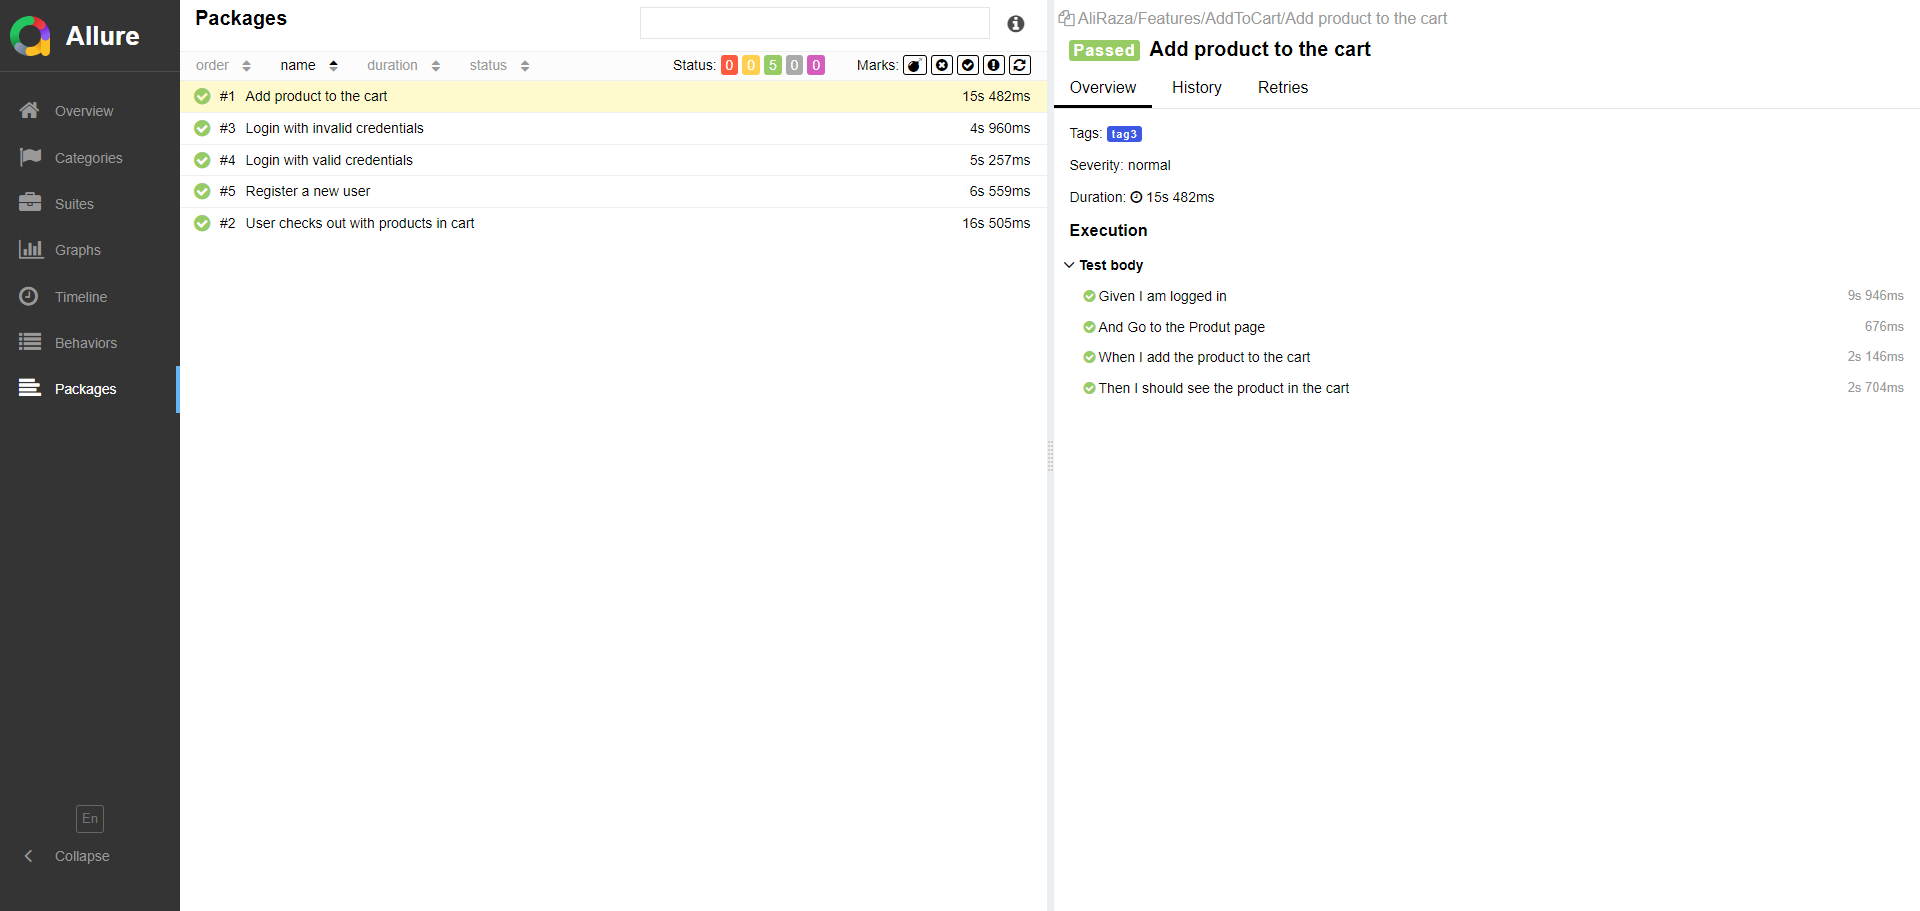 Allure
Overview
Categories
Suites
Graphs
Timeline
Behaviors
Packages
En
Collapse
Packages
order name duration status Status: 0 0 5 0 0 Marks:
#1 Add product to the cart 15s 482ms
#3 Login with invalid credentials 4s 960ms
#4 Login with valid credentials 5s 257ms
#5 Register a new user 6s 559ms
#2 User checks out with products in cart 16s 505ms
AliRaza/Features/AddToCart/Add product to the cart
Passed Add product to the cart
Overview History Retries
Tags: tag3
Severity: normal
Duration: 15s 482ms
Execution
Test body
Given I am logged in 9s 946ms
And Go to the Produt page 676ms
When I add the product to the cart 2s 146ms
Then I should see the product in the cart 2s 704ms